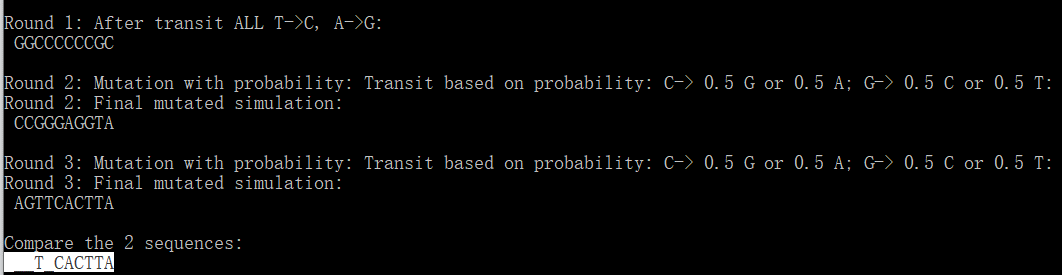 Round 1: After transit ALL T->C, A->G:
GGCCCCCCGC
Round 2: Mutation with probability: Transit based on probability: C-> 0.5 G or 0.5 A; G-> 0.5 C or 0.5 T:
Round 2: Final mutated simulation:
CCGGGAGGTA
Round 3: Mutation with probability: Transit based on probability: C-> 0.5 G or 0.5 A; G-> 0.5 C or 0.5 T:
Round 3: Final mutated simulation:
AGTTCACTTA
Compare the 2 sequences:
__T_CACTTA